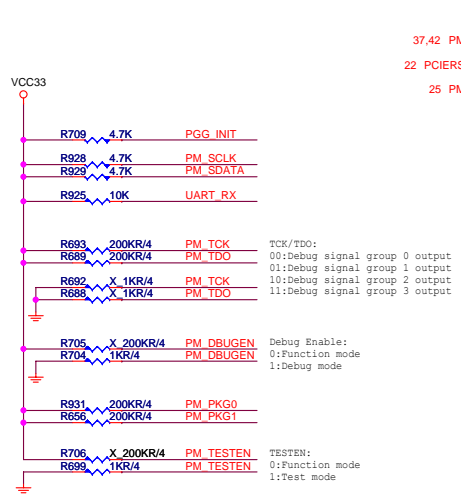 37,42 PM
22 PCIERS
25 PM
VCC33
R709 4.7K PGG_INIT
R928 4.7K PM_SCLK
R929 4.7K PM_SDATA
R925 10K UART_RX
R693 200KR/4 PM_TCK TCK/TDO:
R689 200KR/4 PM_TDO 00:Debug signal group 0 output
01:Debug signal group 1 output
R692 X_1KR/4 PM_TCK 10:Debug signal group 2 output
R688 X_1KR/4 PM_TDO 11:Debug signal group 3 output
R705 X_200KR/4 PM_DBUGEN Debug Enable:
R704 1KR/4 PM_DBUGEN 0:Function mode
1:Debug mode
R931 200KR/4 PM_PKG0
R656 200KR/4 PM_PKG1
R706 X_200KR/4 PM_TESTEN TESTEN:
R699 1KR/4 PM_TESTEN 0:Function mode
1:Test mode